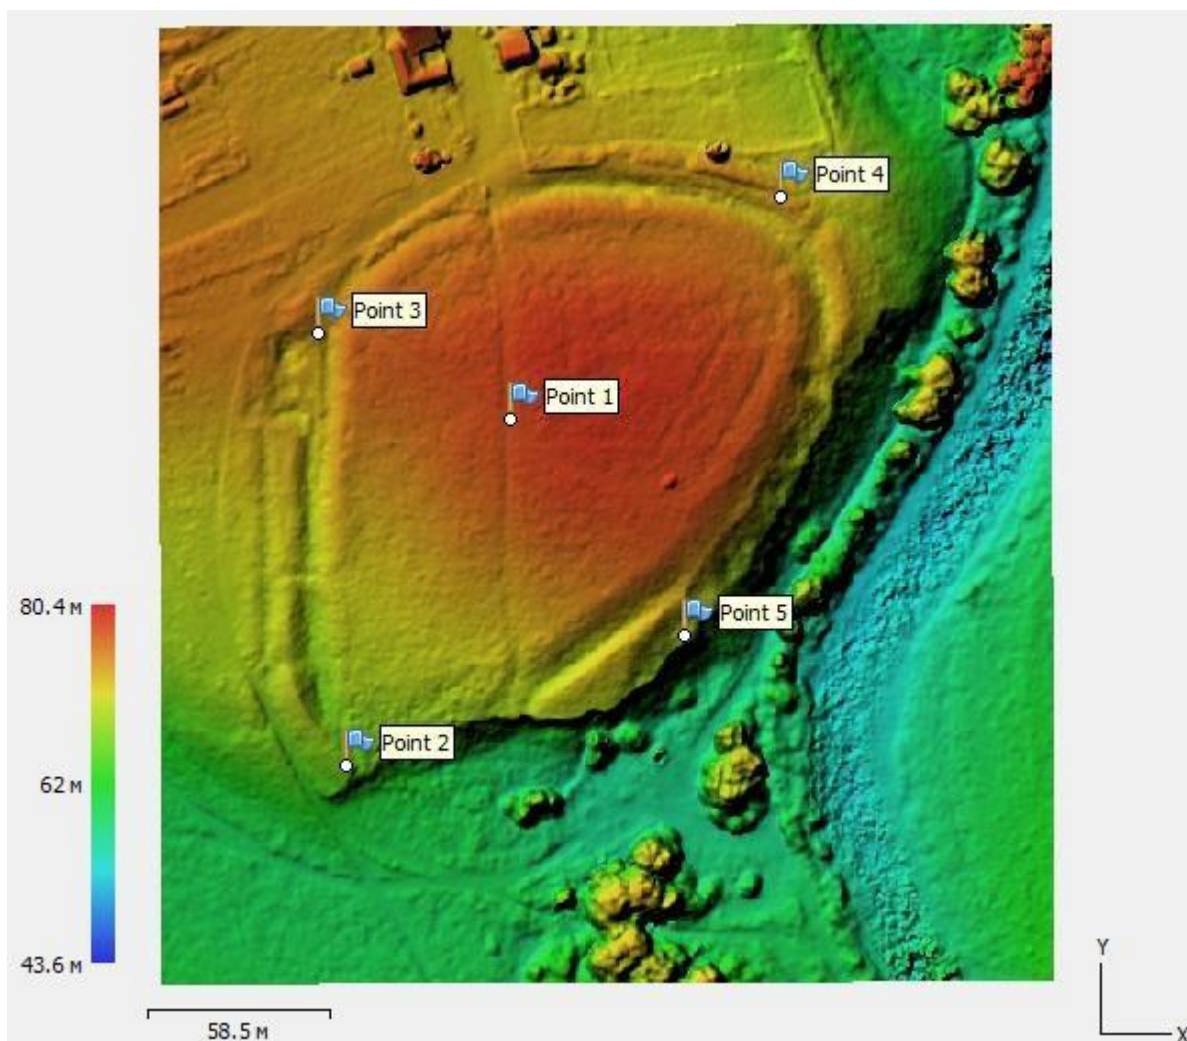 Point 4
Point 3
Point 1
80.4 м
Point 5
Point 2
62 м
43.6 м
58.5 м
Y
X